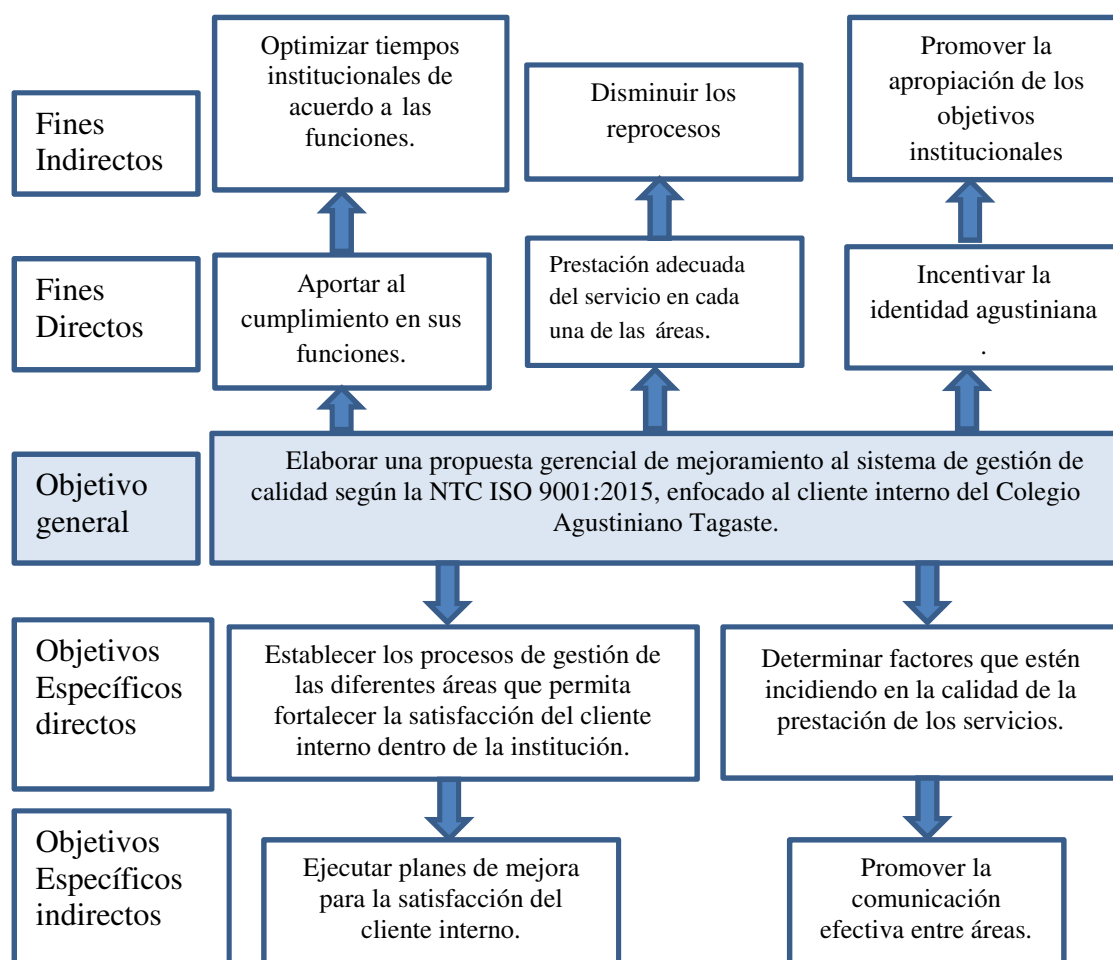 Fines
Indirectos
Optimizar tiempos
institucionales de
acuerdo a las
funciones.
Disminuir los
reprocesos
Promover la
apropiación de los
objetivos
institucionales
Fines
Directos
Aportar al
cumplimiento en sus
funciones.
Prestación adecuada
del servicio en cada
una de las áreas.
Incentivar la
identidad agustiniana
.
Objetivo
general
Elaborar una propuesta gerencial de mejoramiento al sistema de gestión de
calidad según la NTC ISO 9001:2015, enfocado al cliente interno del Colegio
Agustiniano Tagaste.
Objetivos
Específicos
directos
Establecer los procesos de gestión de
las diferentes áreas que permita
fortalecer la satisfacción del cliente
interno dentro de la institución.
Determinar factores que estén
incidiendo en la calidad de la
prestación de los servicios.
Objetivos
Específicos
indirectos
Ejecutar planes de mejora
para la satisfacción del
cliente interno.
Promover la
comunicación
efectiva entre áreas.